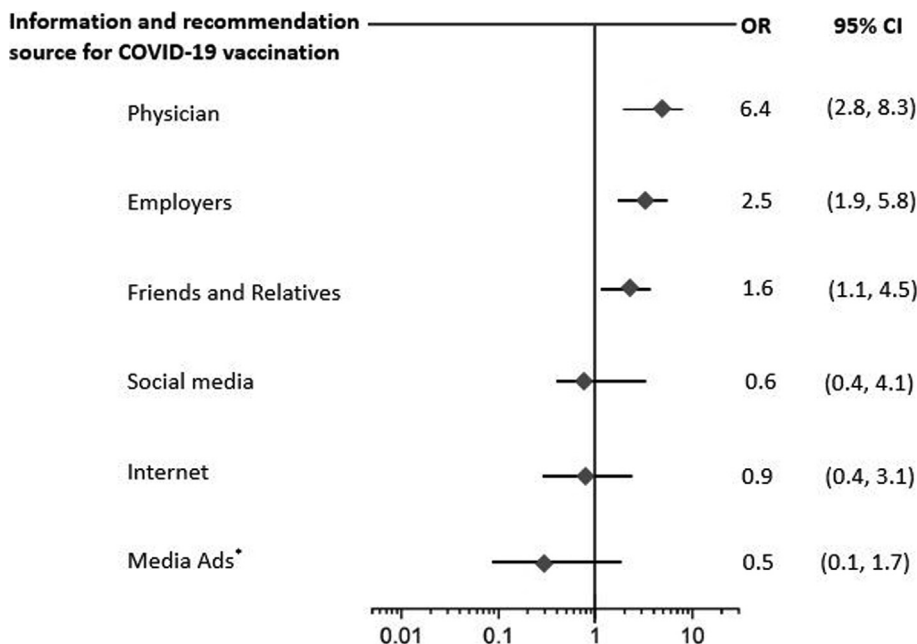 Information and recommendation OR 95% CI
source for COVID-19 vaccination
Physician 6.4 (2.8, 8.3)
Employers 2.5 (1.9, 5.8)
Friends and Relatives 1.6 (1.1, 4.5)
Social media 0.6 (0.4, 4.1)
Internet 0.9 (0.4, 3.1)
Media Ads* 0.5 (0.1, 1.7)
0.01 0.1 1 10